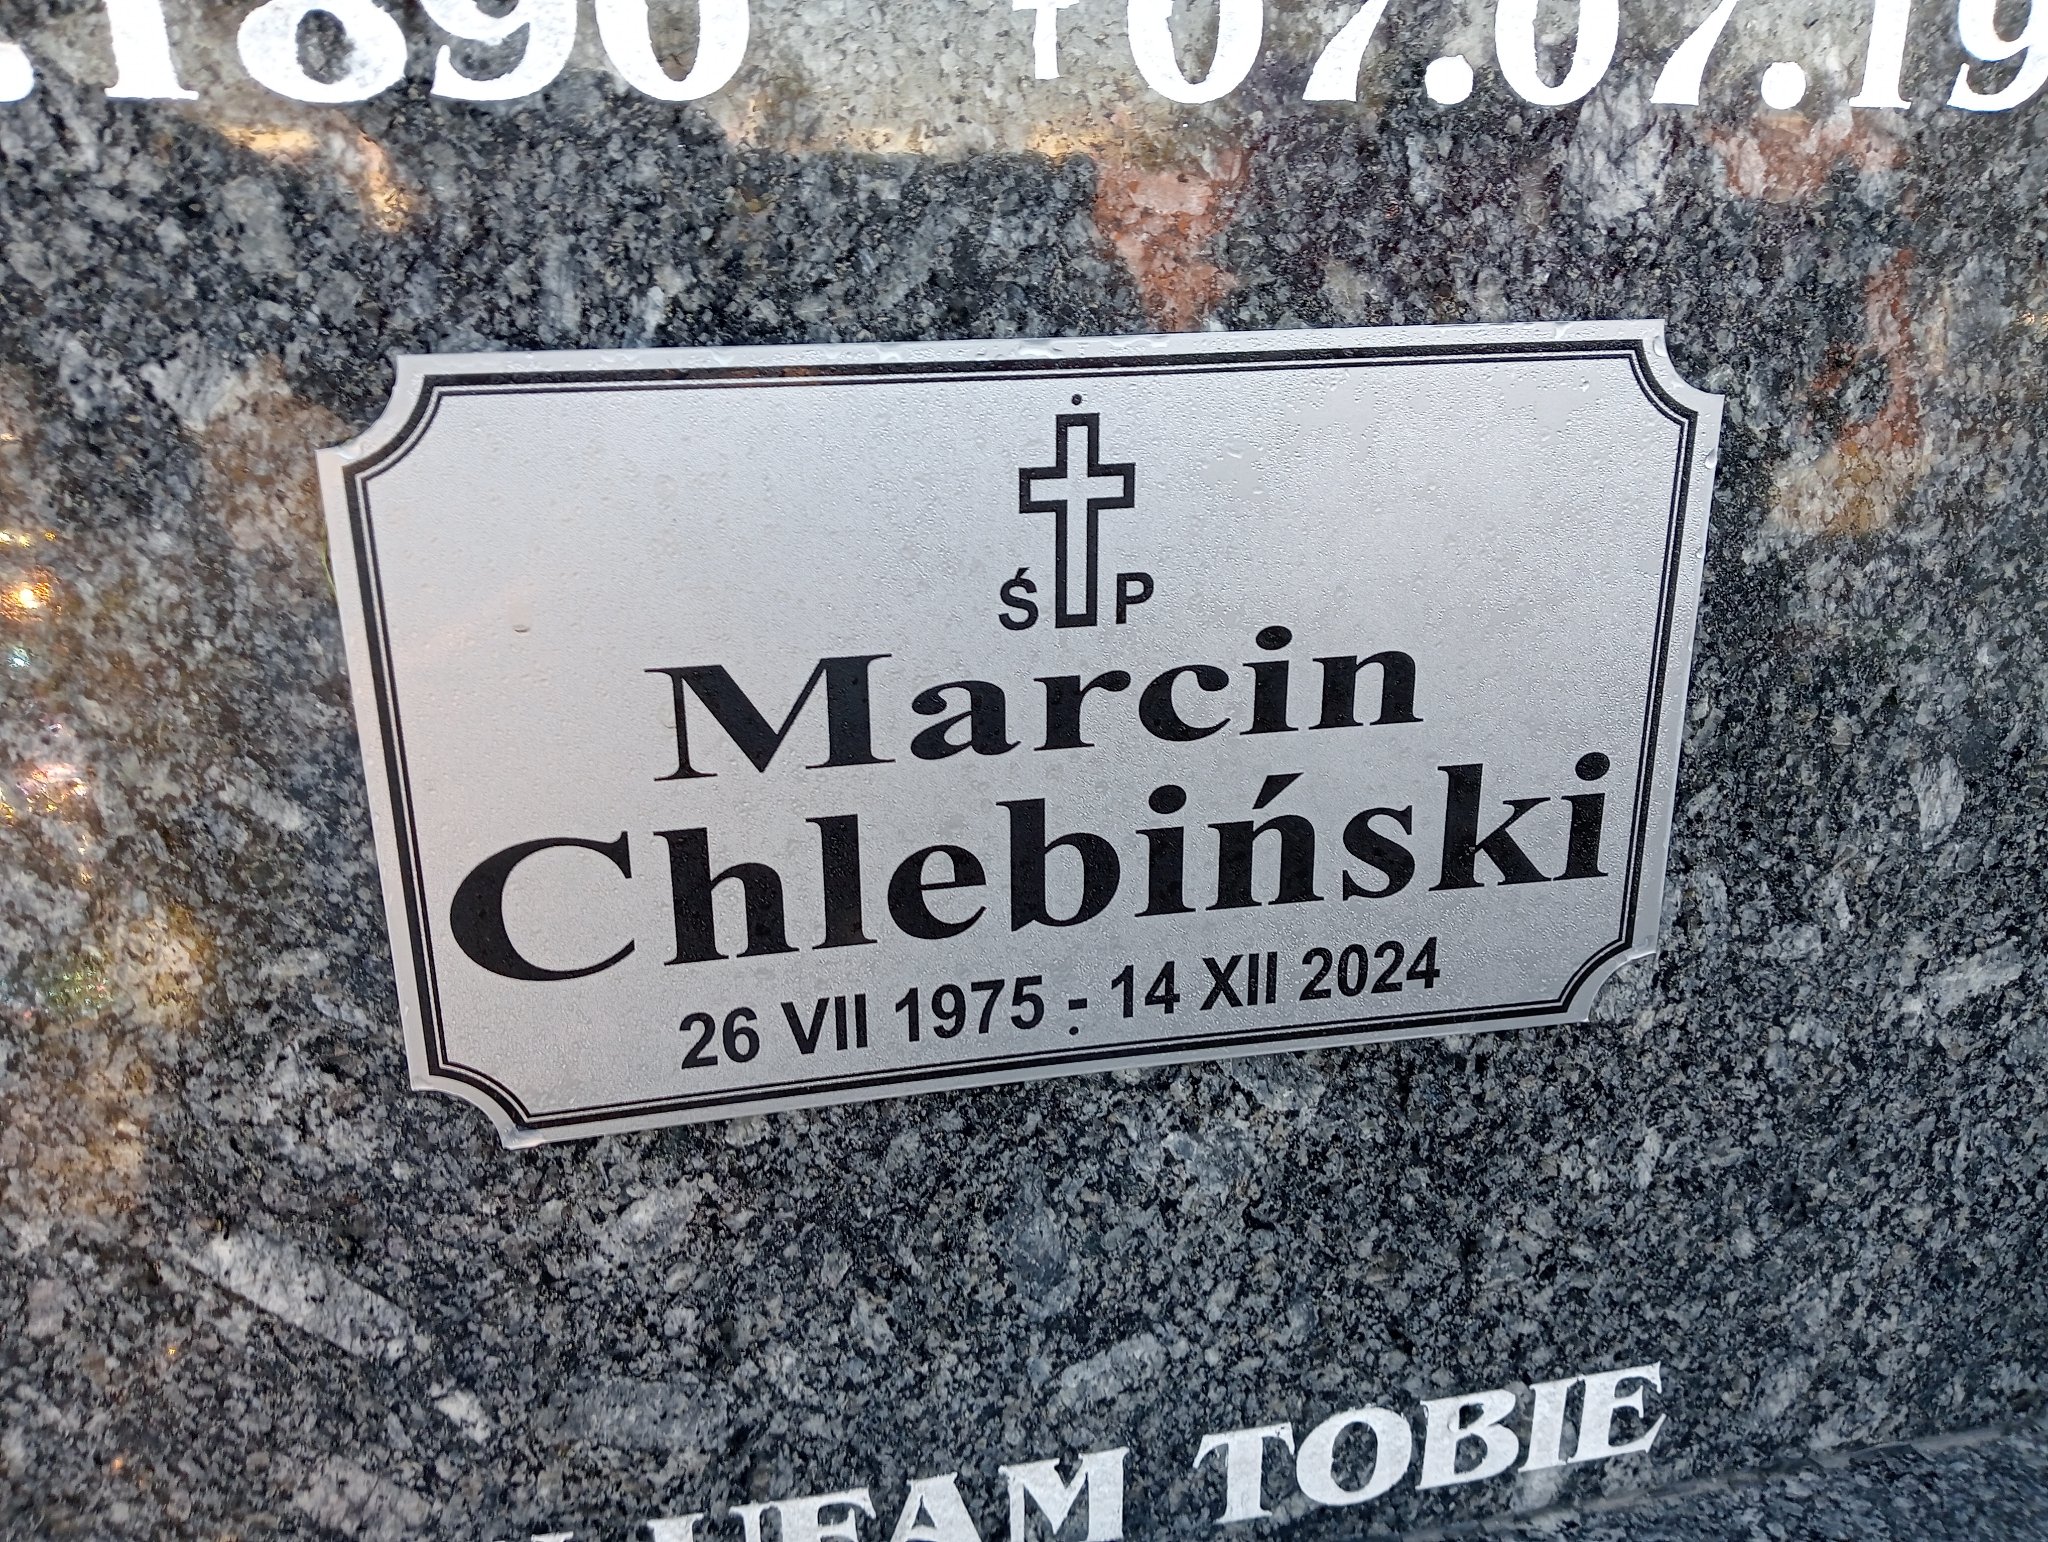 .1890 †07.07.19
Ś P
Marcin
Chlebiński
26 VII 1975 - 14 XII 2024
UFAM TOBIE